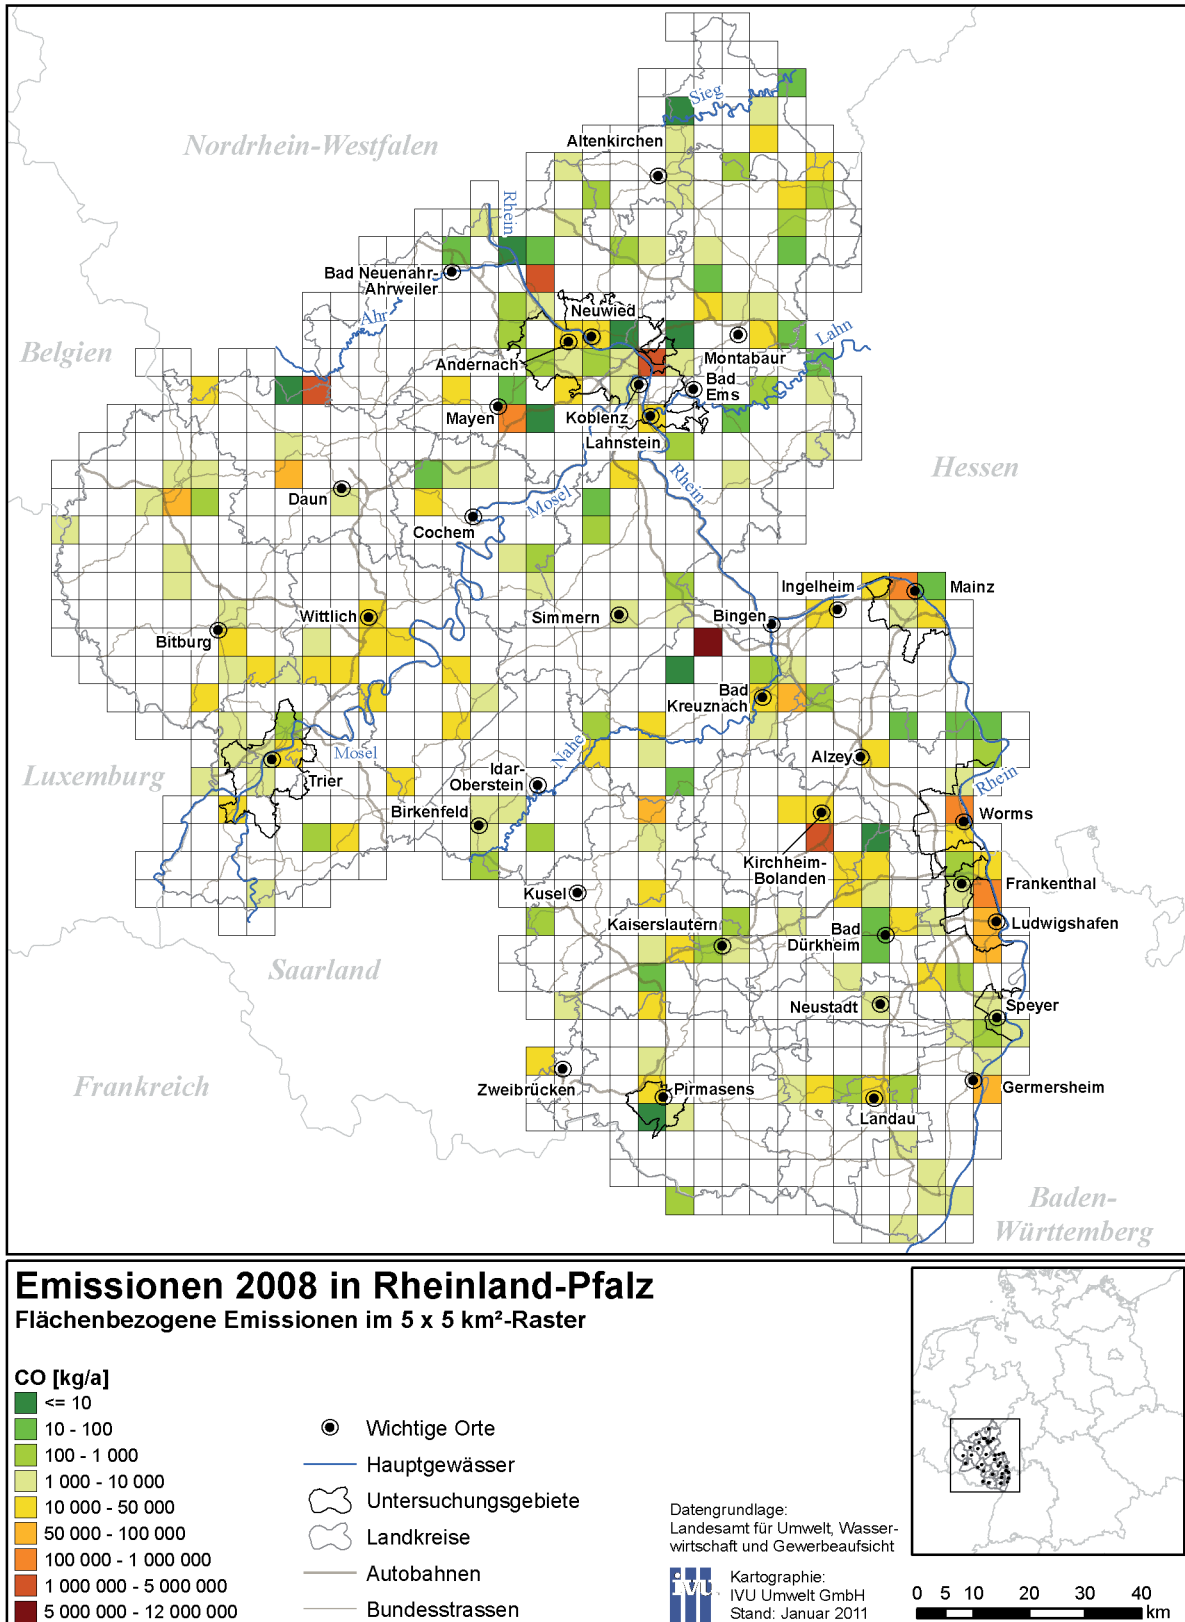 Sieg
Altenkirchen
Nordrhein-Westfalen
Rhein
Bad Neuenahr-
Ahrweiler
Ahr
Neuwied
Belgien
Andernach
Montabaur
Lahn
Bad
Ems
Mayen
Koblenz
Lahnstein
Hessen
Daun
Rhein
Mosel
Cochem
Ingelheim
Mainz
Wittlich
Simmern
Bingen
Bitburg
Bad
Kreuznach
Mosel
Nahe
Alzey
Luxemburg
Trier
Idar-
Oberstein
Rhein
Birkenfeld
Worms
Kirchheim-
Bolanden
Kusel
Frankenthal
Kaiserslautern
Bad
Dürkheim
Ludwigshafen
Saarland
Neustadt
Speyer
Frankreich
Zweibrücken
Pirmasens
Germersheim
Landau
Baden-
Württemberg
Emissionen 2008 in Rheinland-Pfalz
Flächenbezogene Emissionen im 5 x 5 km²-Raster
CO [kg/a]
<= 10
10 - 100
100 - 1 000
1 000 - 10 000
10 000 - 50 000
50 000 - 100 000
100 000 - 1 000 000
1 000 000 - 5 000 000
5 000 000 - 12 000 000
Wichtige Orte
Hauptgewässer
Untersuchungsgebiete
Landkreise
Autobahnen
Bundesstrassen
Datengrundlage:
Landesamt für Umwelt, Wasser-
wirtschaft und Gewerbeaufsicht
ivu
Kartographie:
IVU Umwelt GmbH
Stand: Januar 2011
0 5 10 20 30 40
km